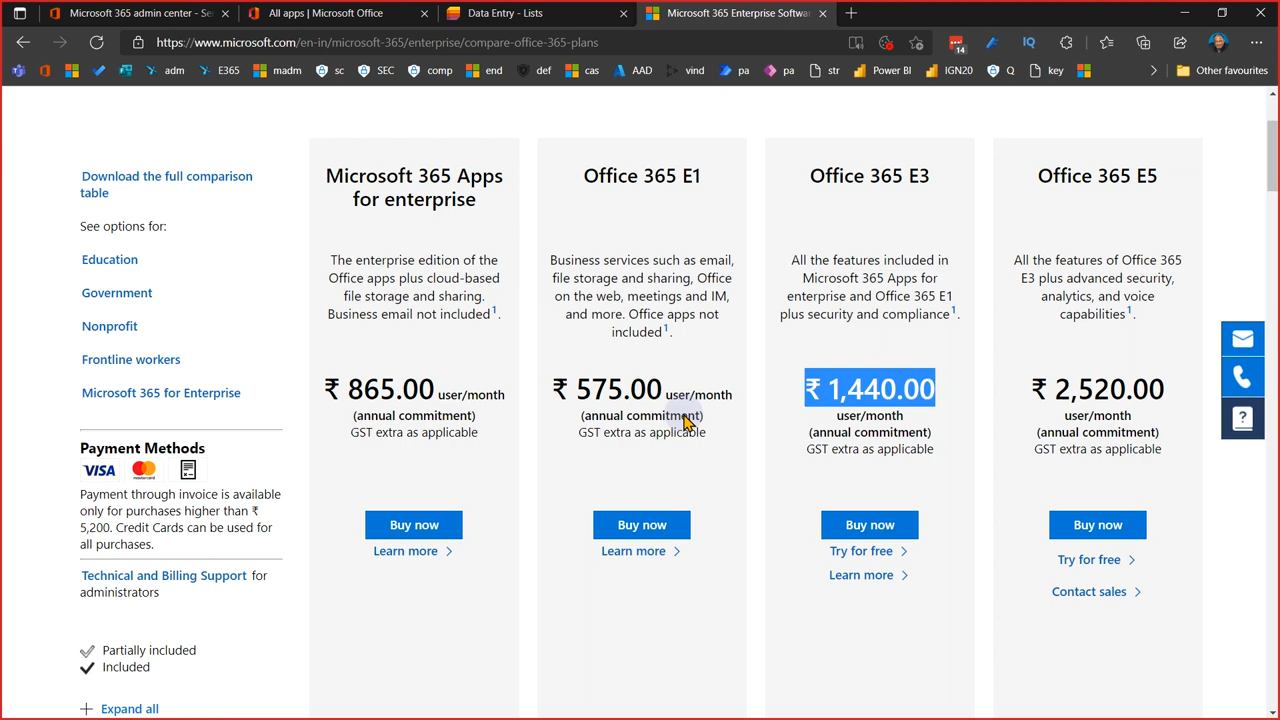 Microsoft 365 admin center - Se
All apps | Microsoft Office
Data Entry - Lists
Microsoft 365 Enterprise Softwa
https://www.microsoft.com/en-in/microsoft-365/enterprise/compare-office-365-plans
14
IQ
adm
E365
madm
sc
SEC
comp
end
def
cas
AAD
vind
pa
pa
str
Power BI
IGN20
Q
key
Other favourites
Download the full comparison
table
See options for:
Education
Government
Nonprofit
Frontline workers
Microsoft 365 for Enterprise
Payment Methods
VISA
mastercard
Payment through invoice is available
only for purchases higher than ₹
5,200. Credit Cards can be used for
all purchases.
Technical and Billing Support for
administrators
Partially included
Included
Expand all
Microsoft 365 Apps
for enterprise
The enterprise edition of the
Office apps plus cloud-based
file storage and sharing.
Business email not included1.
₹ 865.00 user/month
(annual commitment)
GST extra as applicable
Buy now
Learn more
Office 365 E1
Business services such as email,
file storage and sharing, Office
on the web, meetings and IM,
and more. Office apps not
included1.
₹ 575.00 user/month
(annual commitment)
GST extra as applicable
Buy now
Learn more
Office 365 E3
All the features included in
Microsoft 365 Apps for
enterprise and Office 365 E1
plus security and compliance1.
₹ 1,440.00
user/month
(annual commitment)
GST extra as applicable
Buy now
Try for free
Learn more
Office 365 E5
All the features of Office 365
E3 plus advanced security,
analytics, and voice
capabilities1.
₹ 2,520.00
user/month
(annual commitment)
GST extra as applicable
Buy now
Try for free
Contact sales